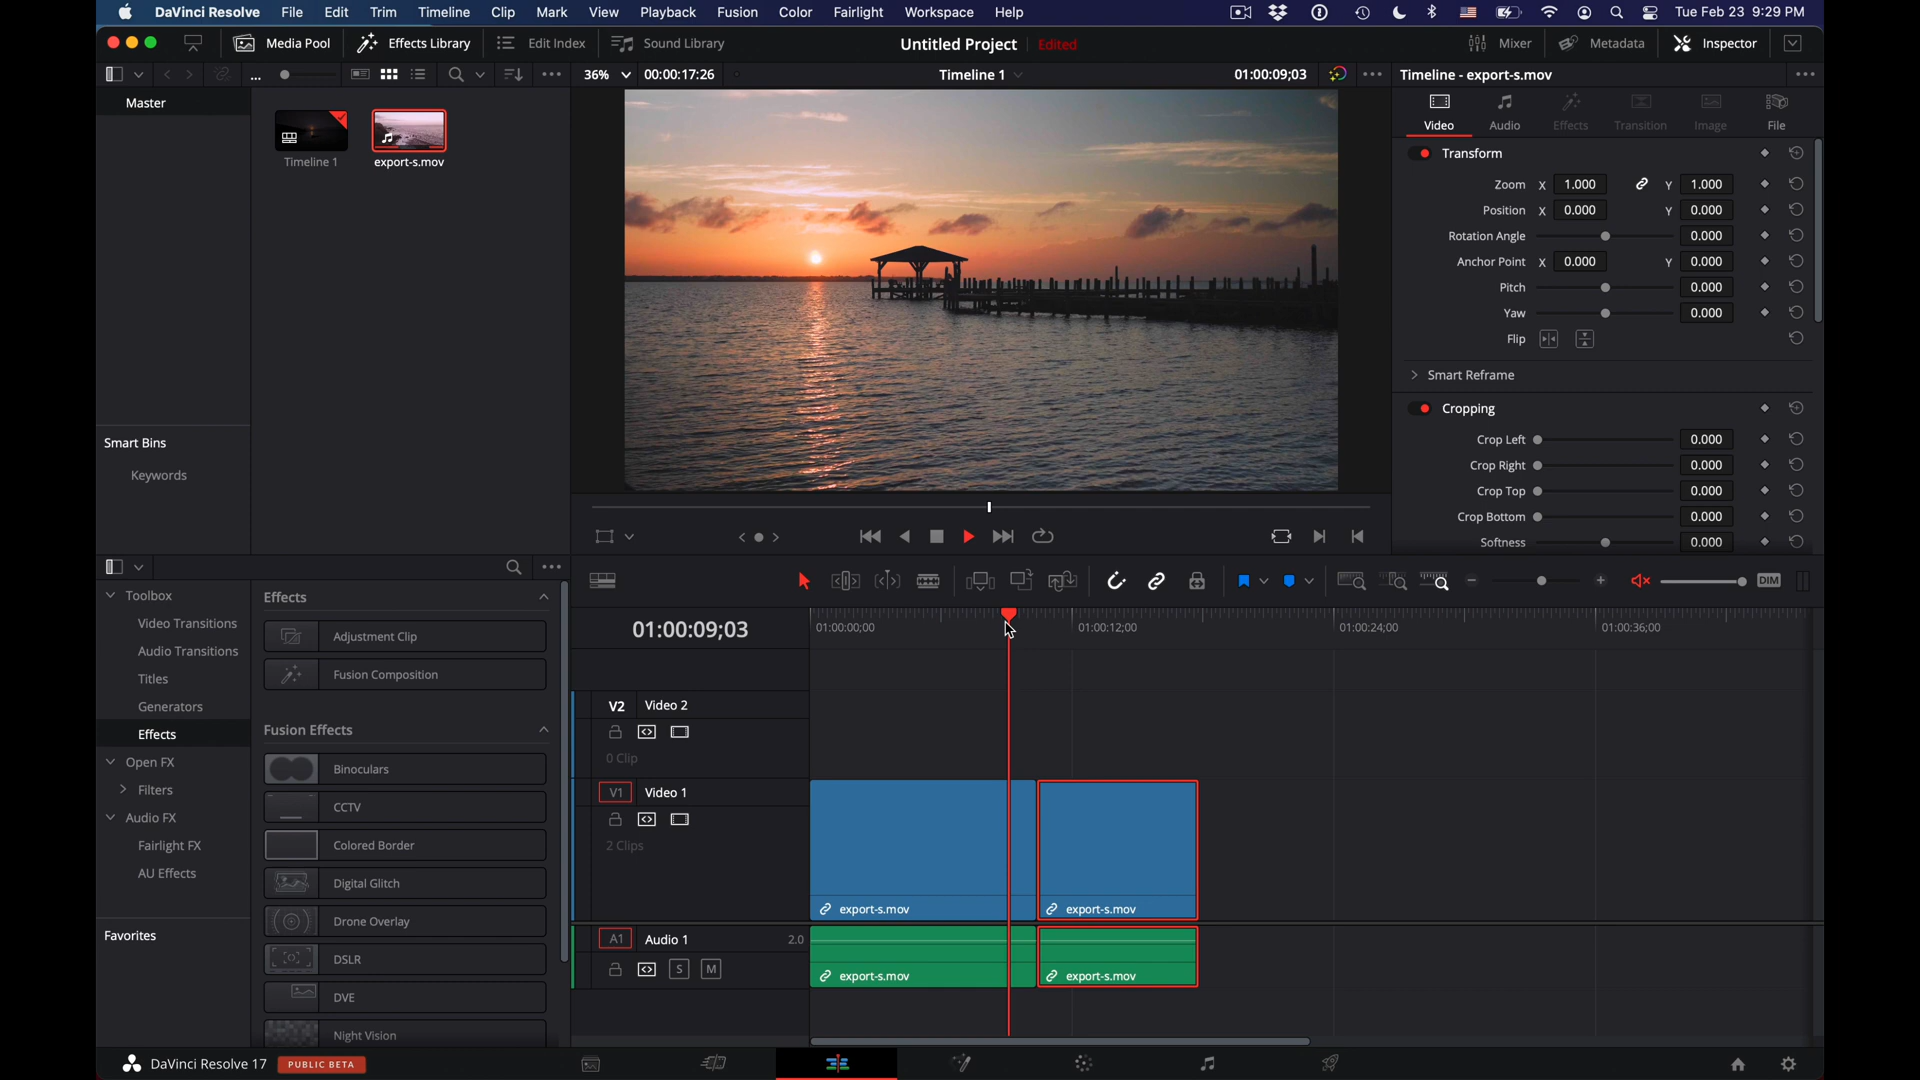 DaVinci Resolve File Edit Trim Timeline Clip Mark View Playback Fusion Color Fairlight Workspace Help Tue Feb 23 9:29 PM
Media Pool Effects Library Edit Index Sound Library Untitled Project Edited Mixer Metadata Inspector
... 36% 00:00:17:26 Timeline 1 01:00:09;03 Timeline - export-s.mov
Master
Timeline 1 export-s.mov
Video Audio Effects Transition Image File
Transform
Zoom X 1.000 Y 1.000
Position X 0.000 Y 0.000
Rotation Angle 0.000
Anchor Point X 0.000 Y 0.000
Pitch 0.000
Yaw 0.000
Flip
Smart Reframe
Cropping
Crop Left 0.000
Crop Right 0.000
Crop Top 0.000
Crop Bottom 0.000
Softness 0.000
Smart Bins
Keywords
Toolbox
Video Transitions
Audio Transitions
Titles
Generators
Effects
Open FX
Filters
Audio FX
Fairlight FX
AU Effects
Favorites
Effects
Adjustment Clip
Fusion Composition
Fusion Effects
Binoculars
CCTV
Colored Border
Digital Glitch
Drone Overlay
DSLR
DVE
Night Vision
DIM
01:00:09;03 01:00:00;00 01:00:12;00 01:00:24;00 01:00:36;00
V2 Video 2
0 Clip
V1 Video 1
2 Clips
export-s.mov export-s.mov
A1 Audio 1 2.0
S M
export-s.mov export-s.mov
DaVinci Resolve 17 PUBLIC BETA